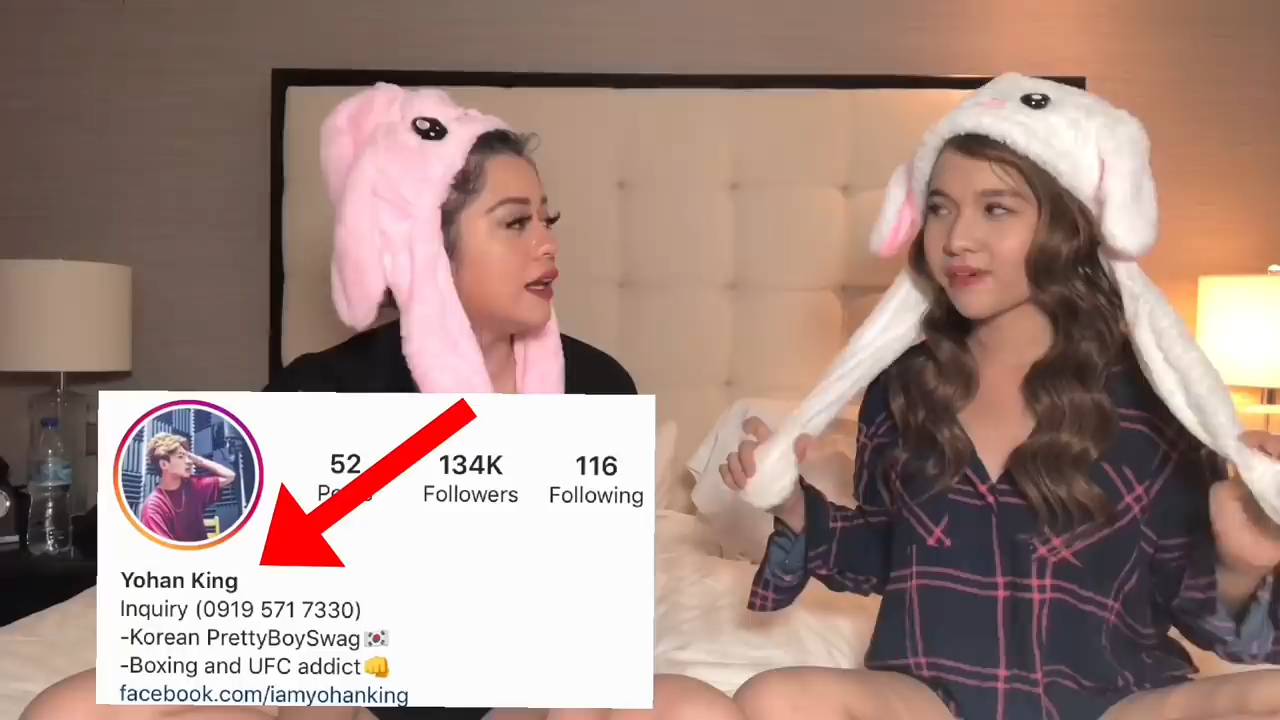 52 134K 116
Posts Followers Following
Yohan King
Inquiry (0919 571 7330)
-Korean PrettyBoySwag🇰🇷
-Boxing and UFC addict👊
facebook.com/iamyohanking